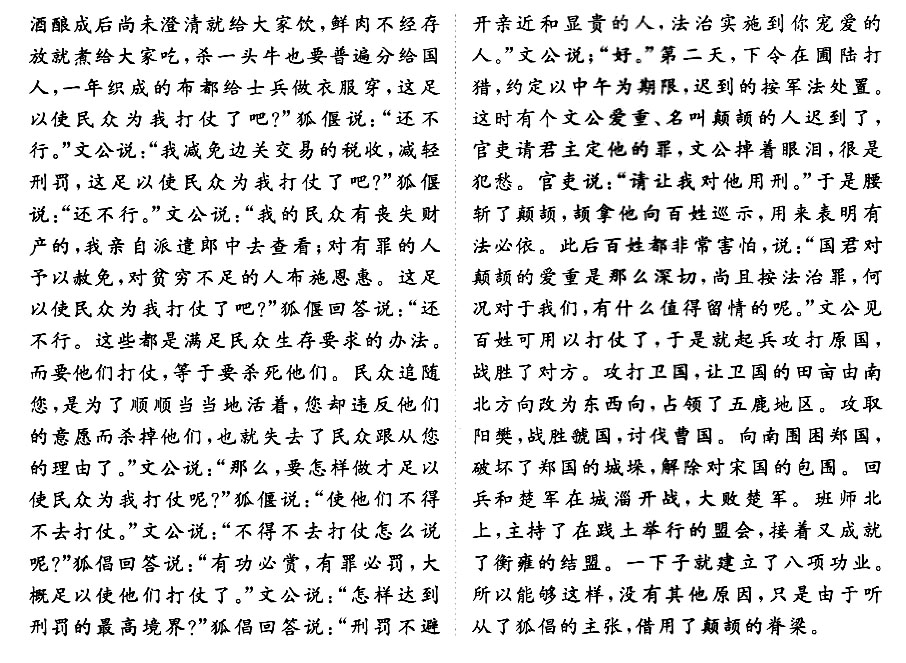 酒酿成后尚未澄清就给大家饮,鲜肉不经存
放就煮给大家吃,杀一头牛也要普遍分给国
人,一年织成的布都给士兵做衣服穿,这足
以使民众为我打仗了吧?”狐偃说:“还不
行。”文公说:“我减免边关交易的税收,减轻
刑罚,这足以使民众为我打仗了吧?”狐偃
说:“还不行。”文公说:“我的民众有丧失财
产的,我亲自派遣郎中去查看;对有罪的人
予以赦免,对贫穷不足的人布施恩惠。这足
以使民众为我打仗了吧?”狐偃回答说:“还
不行。这些都是满足民众生存要求的办法。
而要他们打仗,等于要杀死他们。民众追随
您,是为了顺顺当当地活着,您却违反他们
的意愿而杀掉他们,也就失去了民众跟从您
的理由了。”文公说:“那么,要怎样做才足以
使民众为我打仗呢?”狐偃说:“使他们不得
不去打仗。”文公说:“不得不去打仗怎么说
呢?”狐倡回答说:“有功必赏,有罪必罚,大
概足以使他们打仗了。”文公说:“怎样达到
刑罚的最高境界?”狐倡回答说:“刑罚不避
开亲近和显贵的人,法治实施到你宠爱的
人。”文公说;“好。”第二天,下令在圃陆打
猎,约定以中午为期限,迟到的按军法处置。
这时有个文公爱重、名叫颠颉的人迟到了,
官吏请君主定他的罪,文公掉着眼泪,很是
犯愁。官吏说:“请让我对他用刑。”于是腰
斩了颠颉,颉拿他向百姓巡示,用来表明有
法必依。此后百姓都非常害怕,说:“国君对
颠颉的爱重是那么深切,尚且按法治罪,何
况对于我们,有什么值得留情的呢。”文公见
百姓可用以打仗了,于是就起兵攻打原国,
战胜了对方。攻打卫国,让卫国的田亩由南
北方向改为东西向,占领了五鹿地区。攻取
阳樊,战胜虢国,讨伐曹国。向南围困郑国,
破坏了郑国的城垛,解除对宋国的包围。回
兵和楚军在城淄开战,大败楚军。班师北
上,主持了在践土举行的盟会,接着又成就
了衡雍的结盟。一下子就建立了八项功业。
所以能够这样,没有其他原因,只是由于听
从了狐倡的主张,借用了颠颉的脊梁。